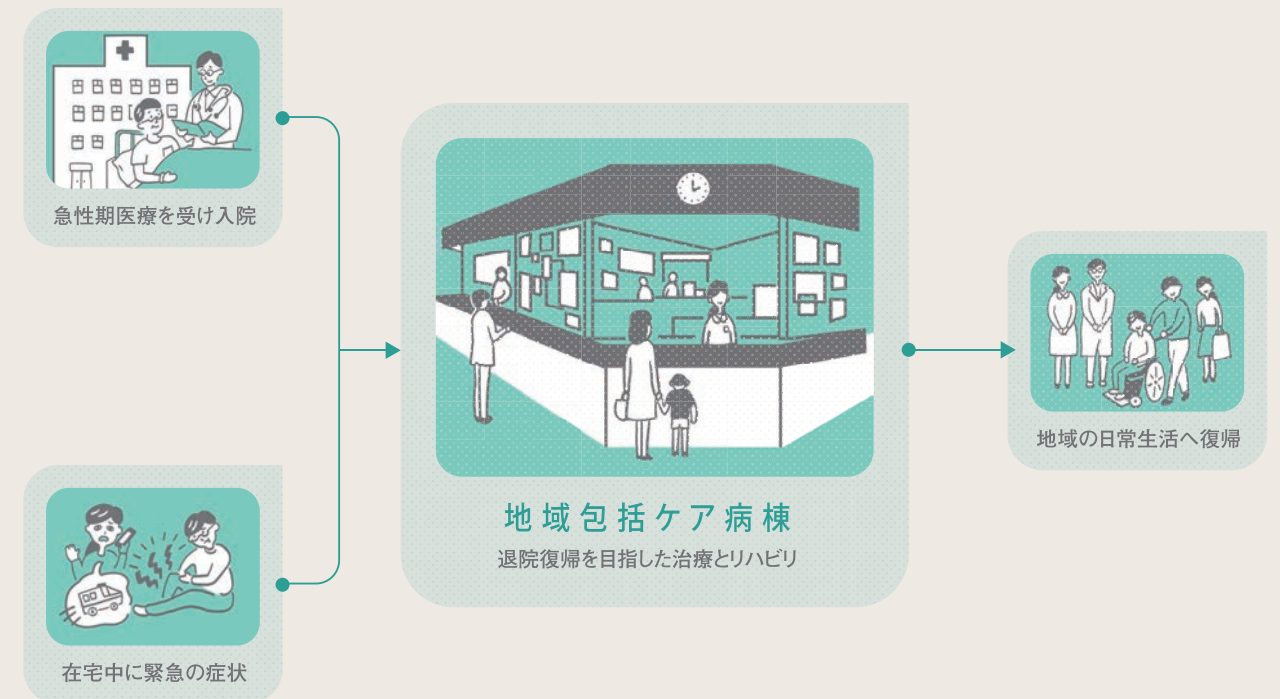 急性期医療を受け入院
在宅中に緊急の症状
地域包括ケア病棟
退院復帰を目指した治療とリハビリ
地域の日常生活へ復帰